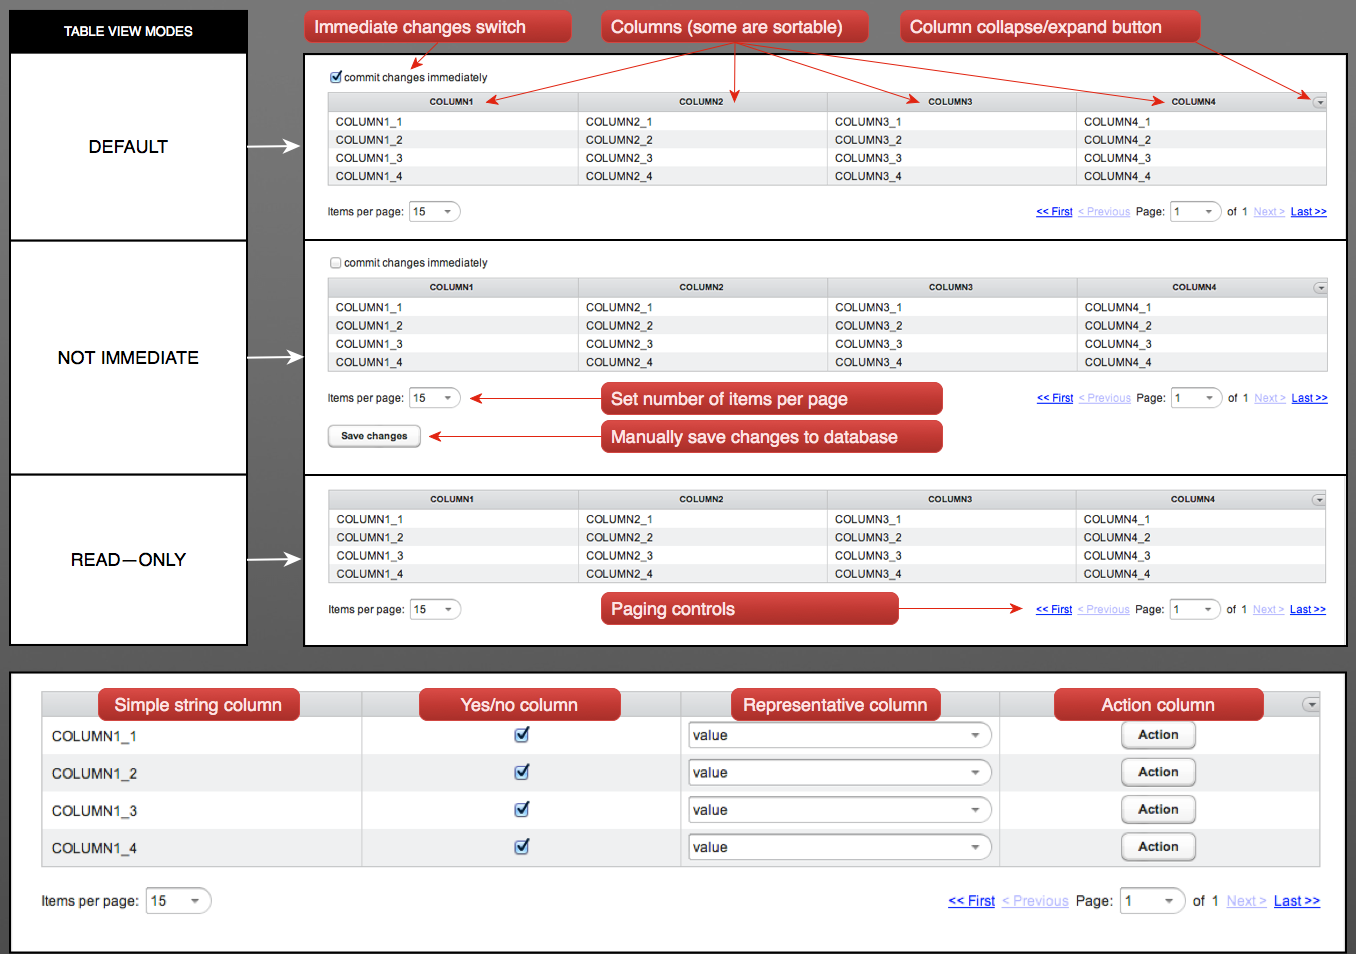 TABLE VIEW MODES
Immediate changes switch
Columns (some are sortable)
Column collapse/expand button
DEFAULT
commit changes immediately
COLUMN1 COLUMN2 COLUMN3 COLUMN4
COLUMN1_1 COLUMN2_1 COLUMN3_1 COLUMN4_1
COLUMN1_2 COLUMN2_2 COLUMN3_2 COLUMN4_2
COLUMN1_3 COLUMN2_3 COLUMN3_3 COLUMN4_3
COLUMN1_4 COLUMN2_4 COLUMN3_4 COLUMN4_4
Items per page: 15 << First < Previous Page: 1 of 1 Next > Last >>
NOT IMMEDIATE
commit changes immediately
COLUMN1 COLUMN2 COLUMN3 COLUMN4
COLUMN1_1 COLUMN2_1 COLUMN3_1 COLUMN4_1
COLUMN1_2 COLUMN2_2 COLUMN3_2 COLUMN4_2
COLUMN1_3 COLUMN2_3 COLUMN3_3 COLUMN4_3
COLUMN1_4 COLUMN2_4 COLUMN3_4 COLUMN4_4
Items per page: 15 Set number of items per page << First < Previous Page: 1 of 1 Next > Last >>
Save changes Manually save changes to database
READ—ONLY
COLUMN1 COLUMN2 COLUMN3 COLUMN4
COLUMN1_1 COLUMN2_1 COLUMN3_1 COLUMN4_1
COLUMN1_2 COLUMN2_2 COLUMN3_2 COLUMN4_2
COLUMN1_3 COLUMN2_3 COLUMN3_3 COLUMN4_3
COLUMN1_4 COLUMN2_4 COLUMN3_4 COLUMN4_4
Items per page: 15 Paging controls << First < Previous Page: 1 of 1 Next > Last >>
Simple string column Yes/no column Representative column Action column
COLUMN1_1 value Action
COLUMN1_2 value Action
COLUMN1_3 value Action
COLUMN1_4 value Action
Items per page: 15 << First < Previous Page: 1 of 1 Next > Last >>